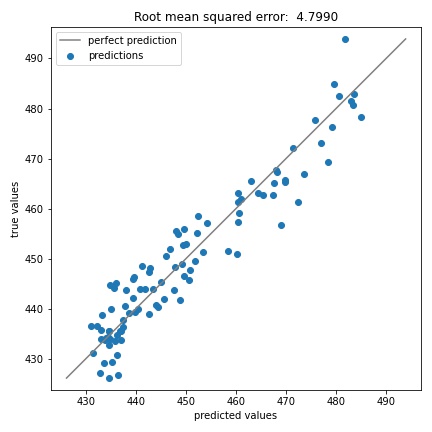 Root mean squared error:  4.7990
perfect prediction
predictions
true values
490
480
470
460
450
440
430
430 440 450 460 470 480 490
predicted values